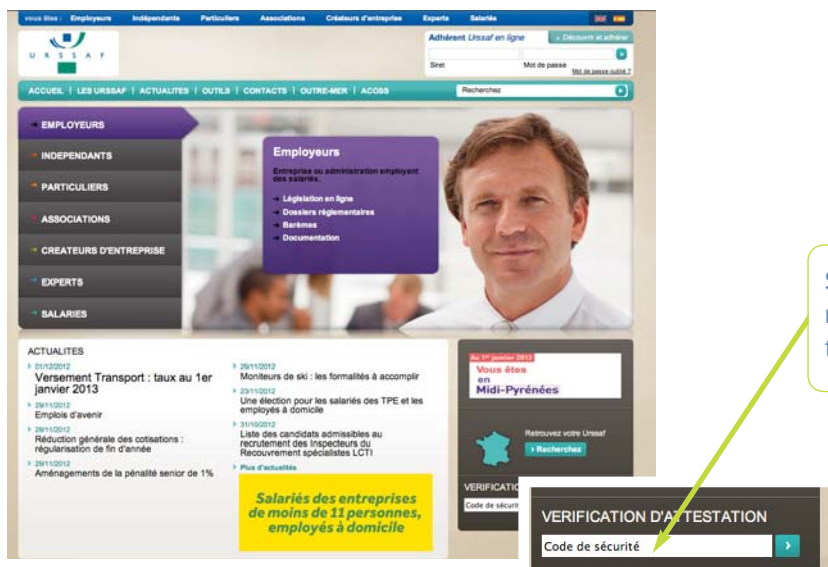 vous êtes : Employeurs Indépendants Particuliers Associations Créateurs d'entreprise Experts Salariés
Adhérent Urssaf en ligne
Découvrir et adhérer
URSSAF
Siret Mot de passe
Mot de passe oublié ?
ACCUEIL | LES URSSAF | ACTUALITES | OUTILS | CONTACTS | OUTRE-MER | ACOSS
Recherchez
EMPLOYEURS
INDEPENDANTS
PARTICULIERS
ASSOCIATIONS
CREATEURS D'ENTREPRISE
EXPERTS
SALARIES
Employeurs
Entreprise ou administration employant
des salariés.
Législation en ligne
Dossiers réglementaires
Barèmes
Documentation
ACTUALITES
01/12/2012
Versement Transport : taux au 1er
janvier 2013
29/11/2012
Emplois d'avenir
29/11/2012
Réduction générale des cotisations :
régularisation de fin
d'année
29/11/2012
Aménagements de la pénalité senior de 1%
29/11/2012
Moniteurs de ski : les formalités à accomplir
23/11/2012
Une élection pour les salariés des TPE et les
employés à domicile
31/10/2012
Liste des candidats admissibles au
recrutement des Inspecteurs du
Recouvrement spécialistes LCTI
Plus d'actualités
Salariés des entreprises
de moins de 11 personnes,
employés à domicile
Au 1er janvier 2013
Vous êtes
en
Midi-Pyrénées
Retrouvez votre Urssaf
Recherchez
VERIFICATIO
Code de sécurit
VERIFICATION D'ATTESTATION
Code de sécurité